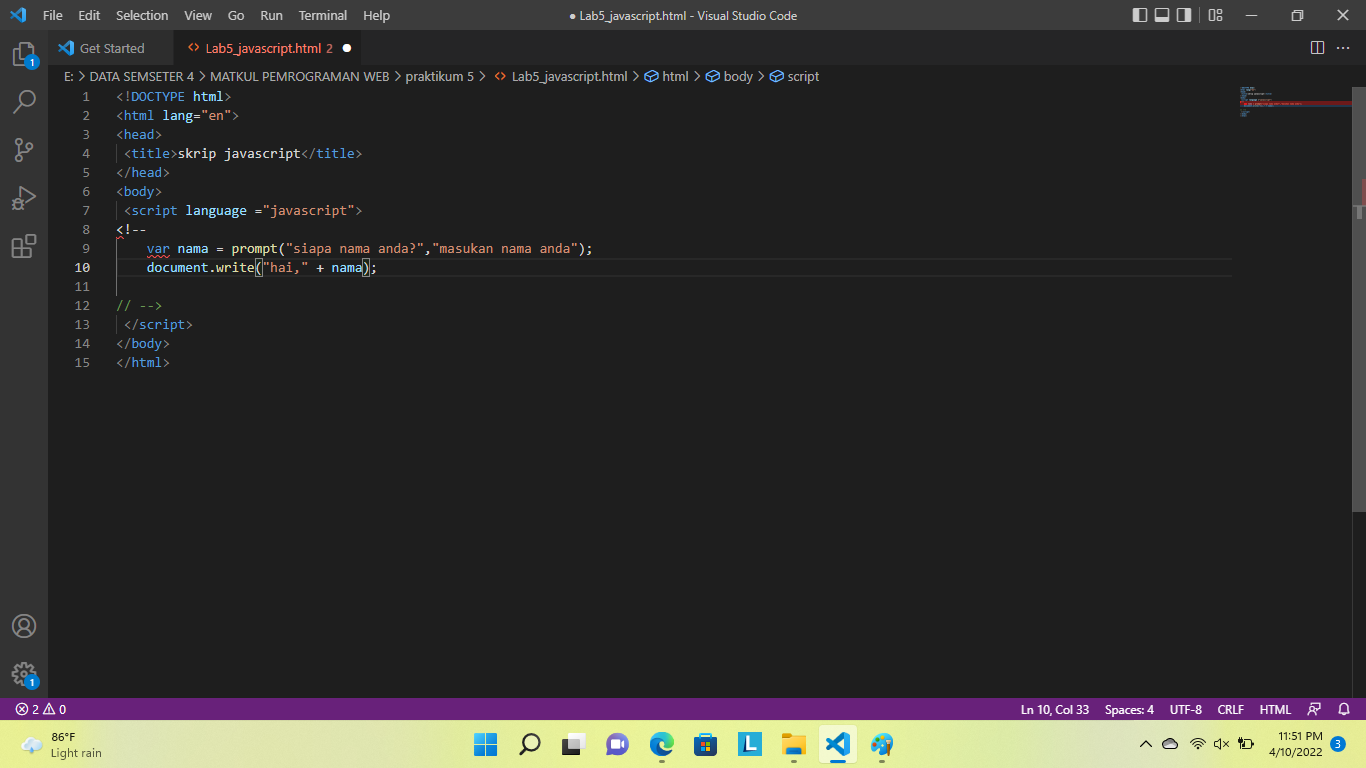 File Edit Selection View Go Run Terminal Help
● Lab5_javascript.html - Visual Studio Code
Get Started
<> Lab5_javascript.html 2 ●
E: > DATA SEMSETER 4 > MATKUL PEMROGRAMAN WEB > praktikum 5 > <> Lab5_javascript.html > html > body > script
1 <!DOCTYPE html>
2 <html lang="en">
3 <head>
4 <title>skrip javascript</title>
5 </head>
6 <body>
7 <script language ="javascript">
8 <!--
9 var nama = prompt("siapa nama anda?","masukan nama anda");
10 document.write("hai," + nama);
11
12 // -->
13 </script>
14 </body>
15 </html>
1
1
2 0
Ln 10, Col 33 Spaces: 4 UTF-8 CRLF HTML
86°F
Light rain
L
11:51 PM
4/10/2022
3